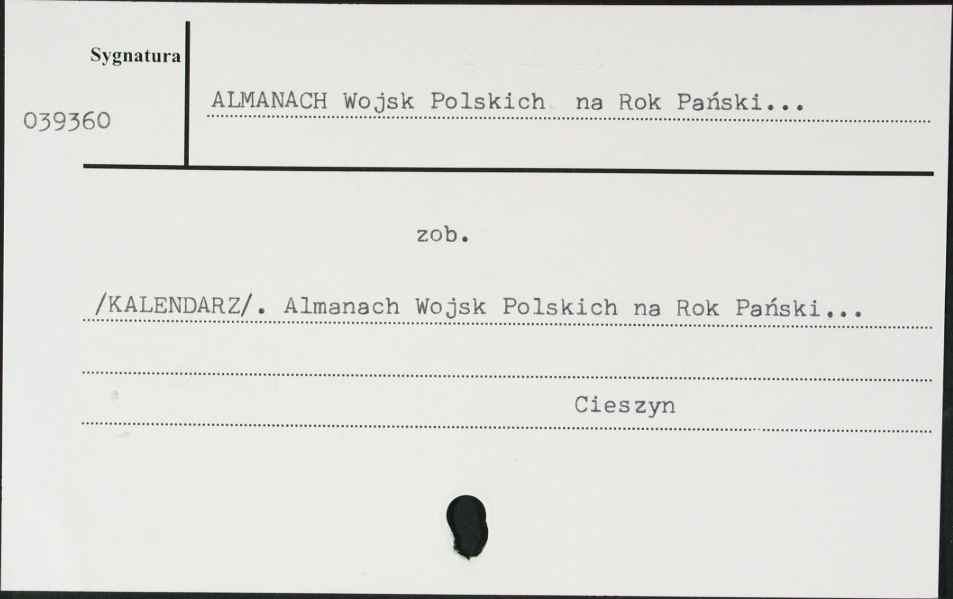 Sygnatura
039360
ALMANACH Wojsk Polskich na Rok Pański...
zob.
/KALENDARZ/. Almanach Wojsk Polskich na Rok Pański...
Cieszyn